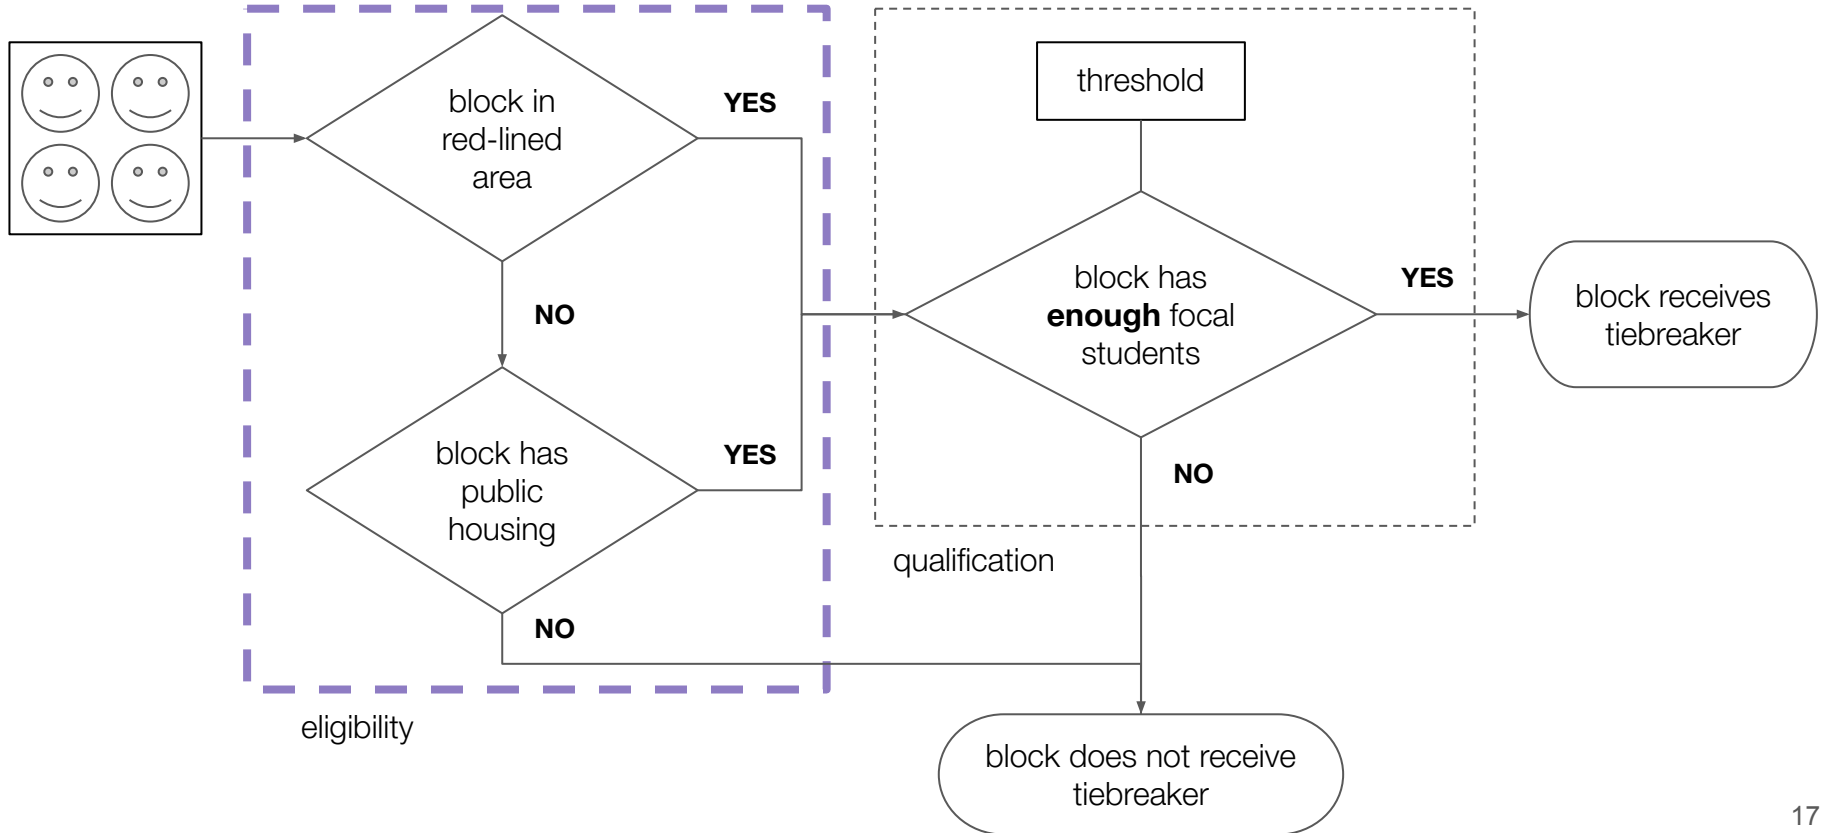 block in
red-lined
area
YES
NO
block has
public
housing
YES
NO
eligibility
threshold
block has
enough focal
students
YES
NO
qualification
block receives
tiebreaker
block does not receive
tiebreaker
17